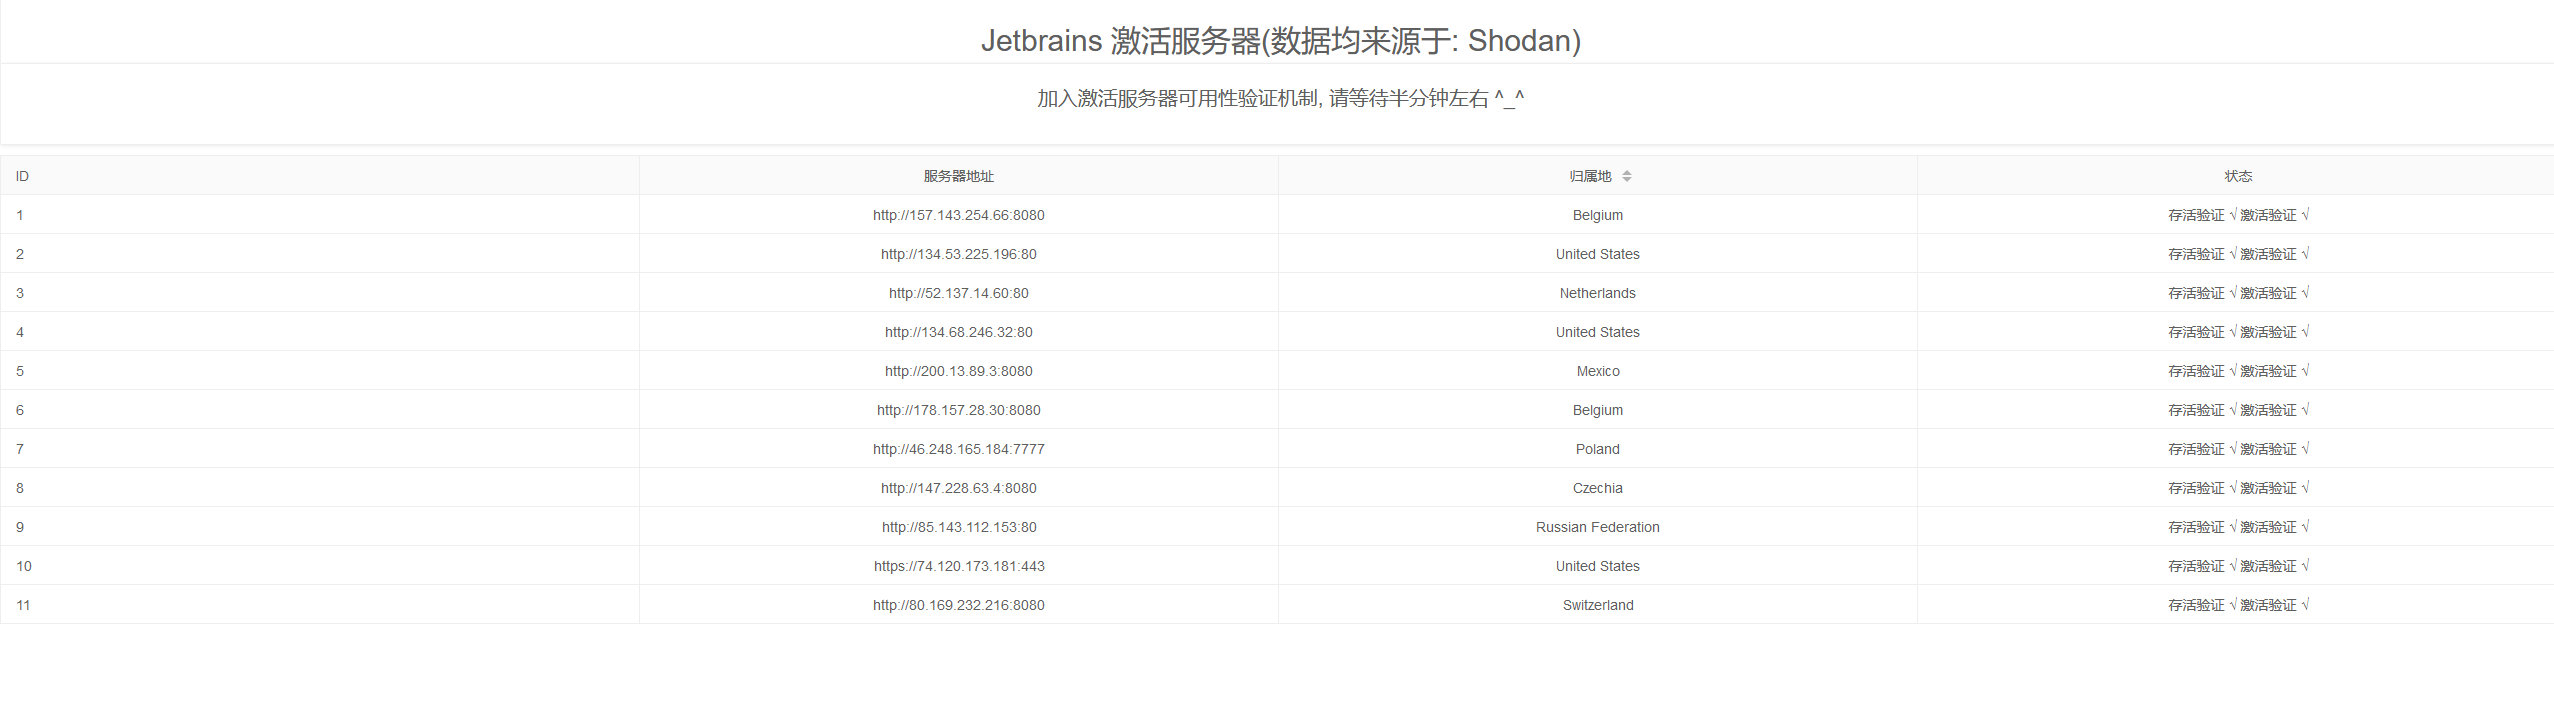 Jetbrains 激活服务器(数据均来源于: Shodan)
加入激活服务器可用性验证机制, 请等待半分钟左右 ^_^
ID 服务器地址 归属地 状态
1 http://157.143.254.66:8080 Belgium 存活验证 √ 激活验证 √
2 http://134.53.225.196:80 United States 存活验证 √ 激活验证 √
3 http://52.137.14.60:80 Netherlands 存活验证 √ 激活验证 √
4 http://134.68.246.32:80 United States 存活验证 √ 激活验证 √
5 http://200.13.89.3:8080 Mexico 存活验证 √ 激活验证 √
6 http://178.157.28.30:8080 Belgium 存活验证 √ 激活验证 √
7 http://46.248.165.184:7777 Poland 存活验证 √ 激活验证 √
8 http://147.228.63.4:8080 Czechia 存活验证 √ 激活验证 √
9 http://85.143.112.153:80 Russian Federation 存活验证 √ 激活验证 √
10 https://74.120.173.181:443 United States 存活验证 √ 激活验证 √
11 http://80.169.232.216:8080 Switzerland 存活验证 √ 激活验证 √